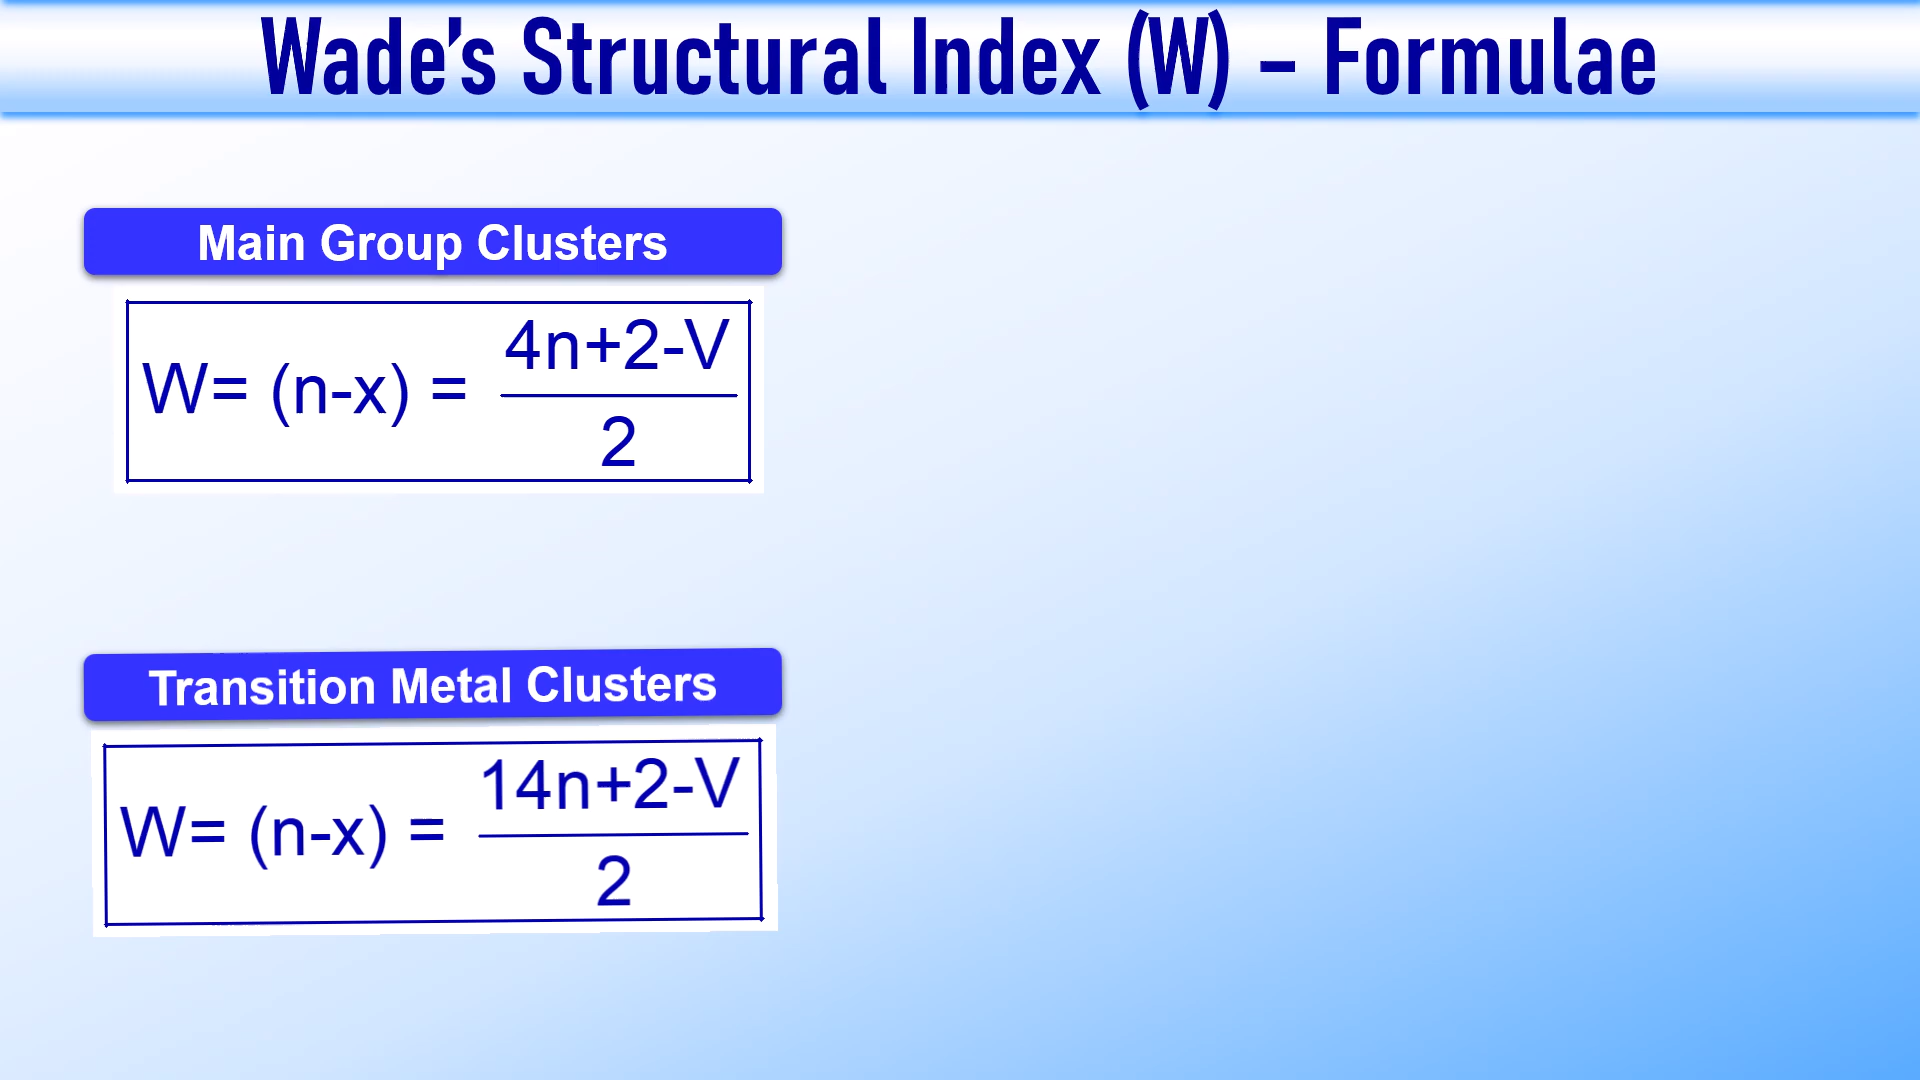 Wade’s Structural Index (W) – Formulae
Main Group Clusters
W= (n-x) = 4n+2-V
2
Transition Metal Clusters
W= (n-x) = 14n+2-V
2